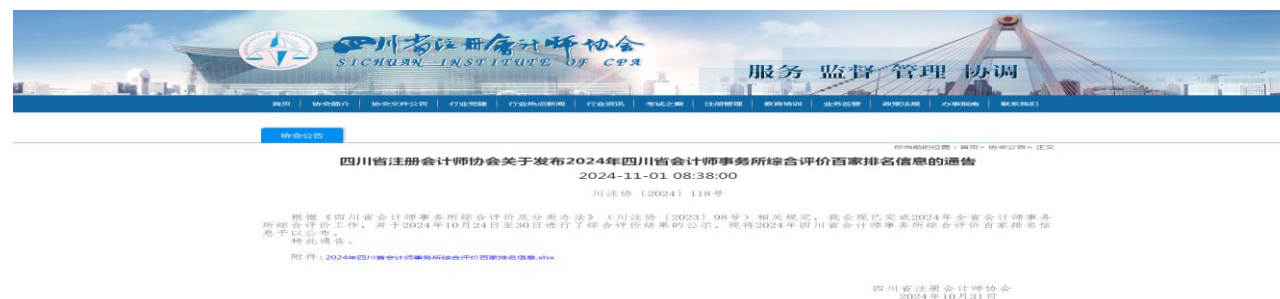 四川省注册会计师协会
SICHUAN INSTITUTE OF CPA
服务 监督 管理 协调
首页 | 协会简介 | 协会文件公告 | 行业党建 | 行业热点新闻 | 行业资讯 | 考试之窗 | 注册管理 | 教育培训 | 业务监管 | 政策法规 | 办事指南 | 联系我们
协会公告
你当前的位置：首页> 协会公告> 正文
四川省注册会计师协会关于发布2024年四川省会计师事务所综合评价百家排名信息的通告
2024-11-01 08:38:00
川注协（2024）118号
根据《四川省会计师事务所综合评价及分类办法》（川注协（2023）98号）相关规定，我会现已完成2024年全省会计师事务
所综合评价工作，并于2024年10月24日至30日进行了综合评价结果的公示。现将2024年四川省会计师事务所综合评价百家排名信
息予以公布。
特此通告。
附件：2024年四川省会计师事务所综合评价百家排名信息.xlsx
四川省注册会计师协会
2024年10月31日